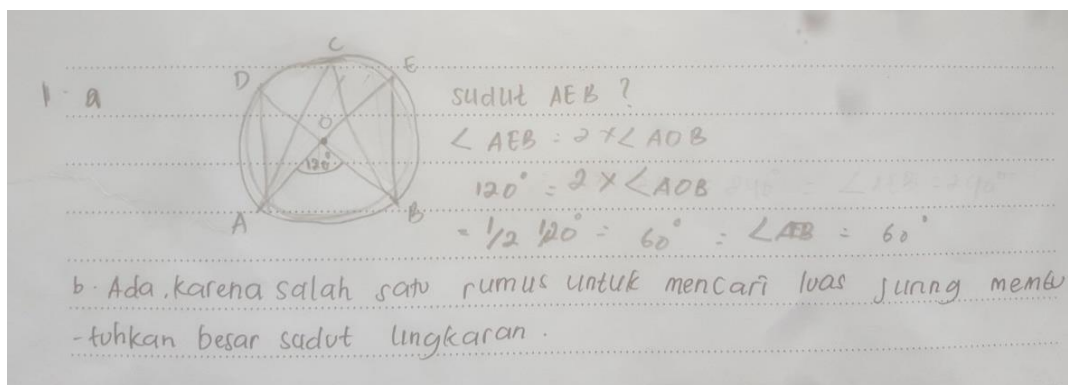 1. a
C
D
E
O
120°
A
B
sudut AEB ?
∠ AEB = 2 × ∠ AOB
120° = 2 × ∠ AOB
= 1/2 120° = 60° = ∠ AEB = 60°
b. Ada, karena salah satu rumus untuk mencari luas juring membu
-tuhkan besar sudut lingkaran.